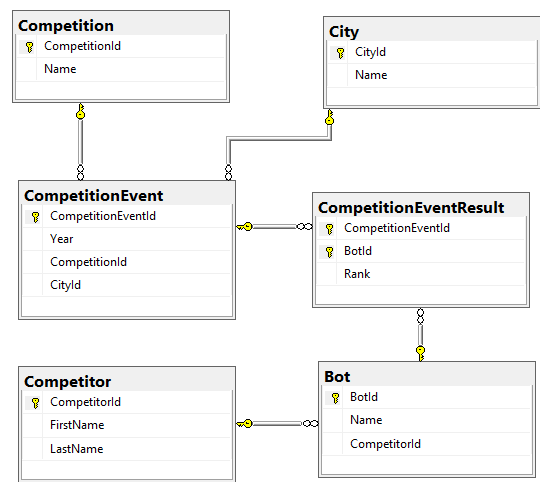 Competition
CompetitionId
Name
City
CityId
Name
CompetitionEvent
CompetitionEventId
Year
CompetitionId
CityId
CompetitionEventResult
CompetitionEventId
BotId
Rank
Competitor
CompetitorId
FirstName
LastName
Bot
BotId
Name
CompetitorId